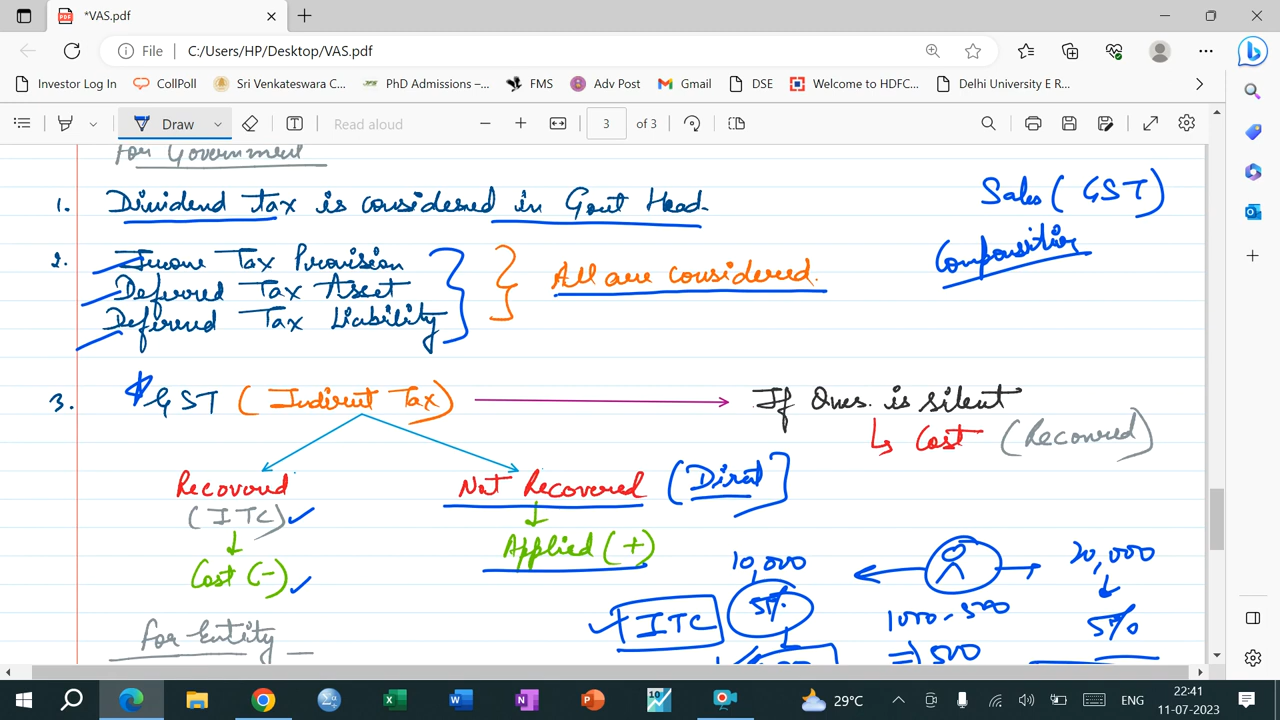 *VAS.pdf
File C:/Users/HP/Desktop/VAS.pdf
Investor Log In CollPoll Sri Venkateswara C... PhD Admissions –... FMS Adv Post Gmail DSE Welcome to HDFC... Delhi University E R...
Draw Read aloud 3 of 3
for Government
1. Dividend Tax is considered in Govt Head.
Sales ( GST )
Composition
2. Income Tax Provision
Deferred Tax Asset
Deferred Tax Liability
All are considered.
3. GST ( Indirect Tax )
If Ques. is silent
Cost (Recovered)
Recovered
(ITC)
Cost (-)
Not Recovered (Direct]
Applied (+)
10,000
5%
ITC
1000 - 500
⇒ 500
20,000
5%
for Entity
29°C ENG 22:41
11-07-2023